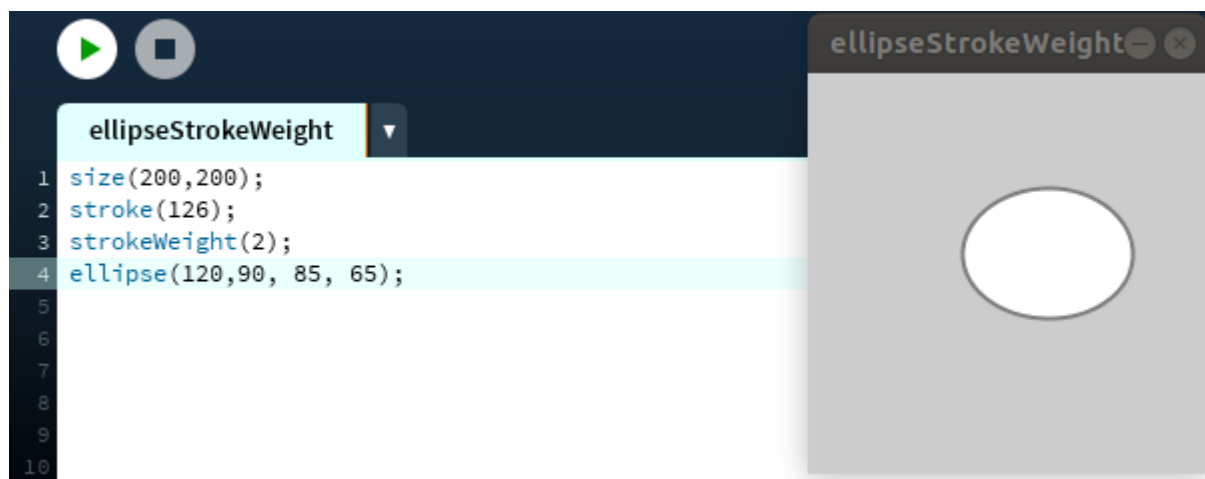 ellipseStrokeWeight
ellipseStrokeWeight
1 size(200,200);
2 stroke(126);
3 strokeWeight(2);
4 ellipse(120,90, 85, 65);
5
6
7
8
9
10